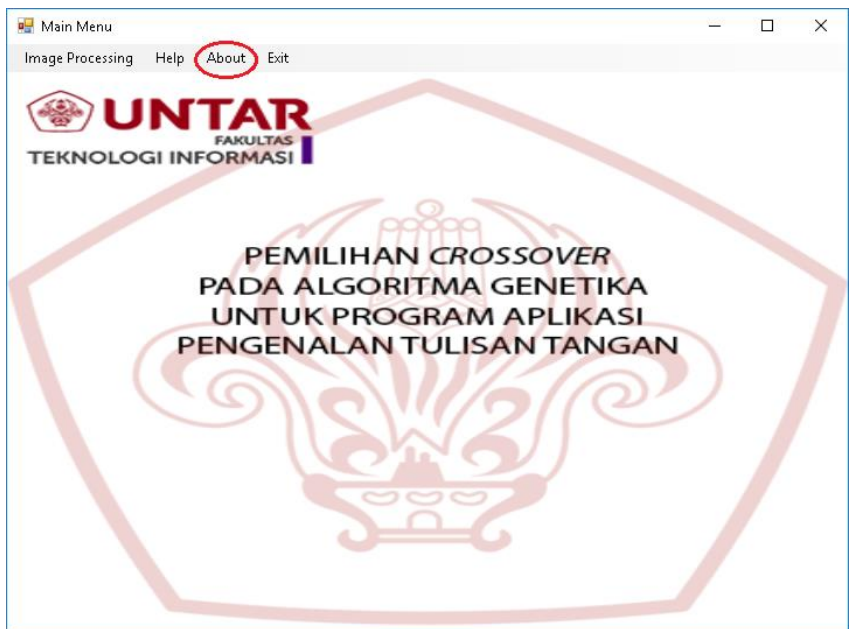 Main Menu
Image Processing Help About Exit
UNTAR
FAKULTAS
TEKNOLOGI INFORMASI
PEMILIHAN CROSSOVER
PADA ALGORITMA GENETIKA
UNTUK PROGRAM APLIKASI
PENGENALAN TULISAN TANGAN